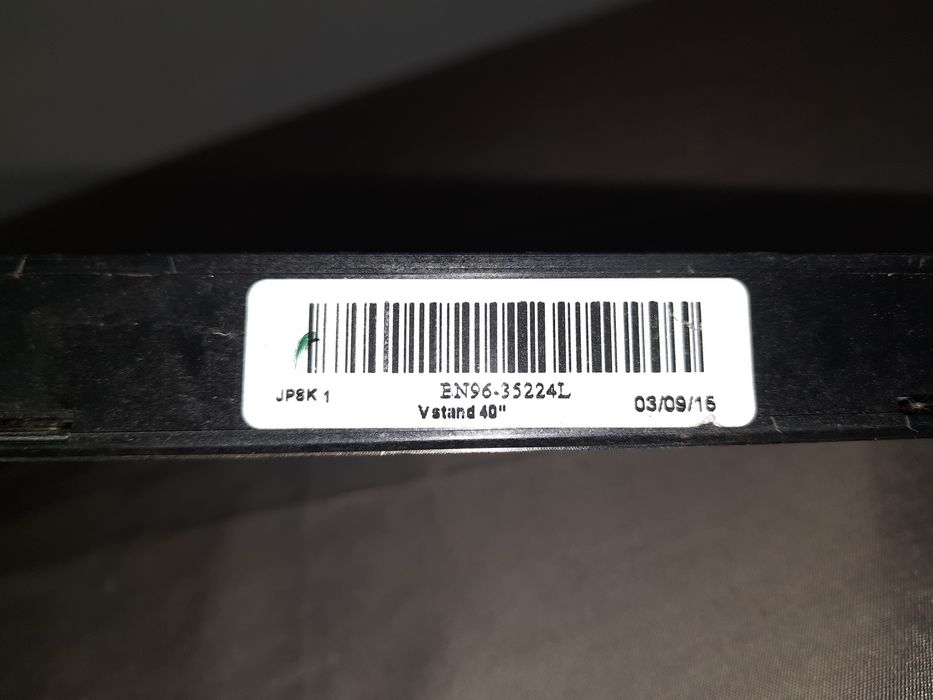 JP8K 1
BN96-35224L
V stand 40"
03/09/15